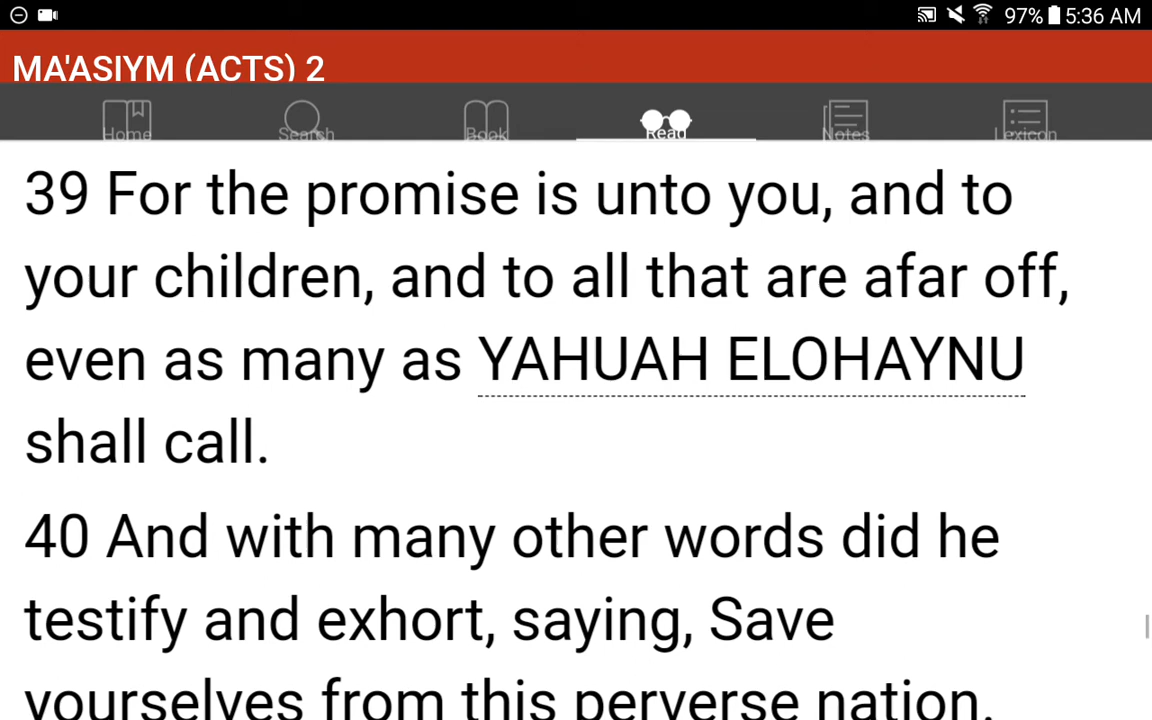 97% 5:36 AM
MA'ASIYM (ACTS) 2
Home Search Book Read Notes Lexicon
39 For the promise is unto you, and to
your children, and to all that are afar off,
even as many as YAHUAH ELOHAYNU
shall call.
40 And with many other words did he
testify and exhort, saying, Save
yourselves from this perverse nation.